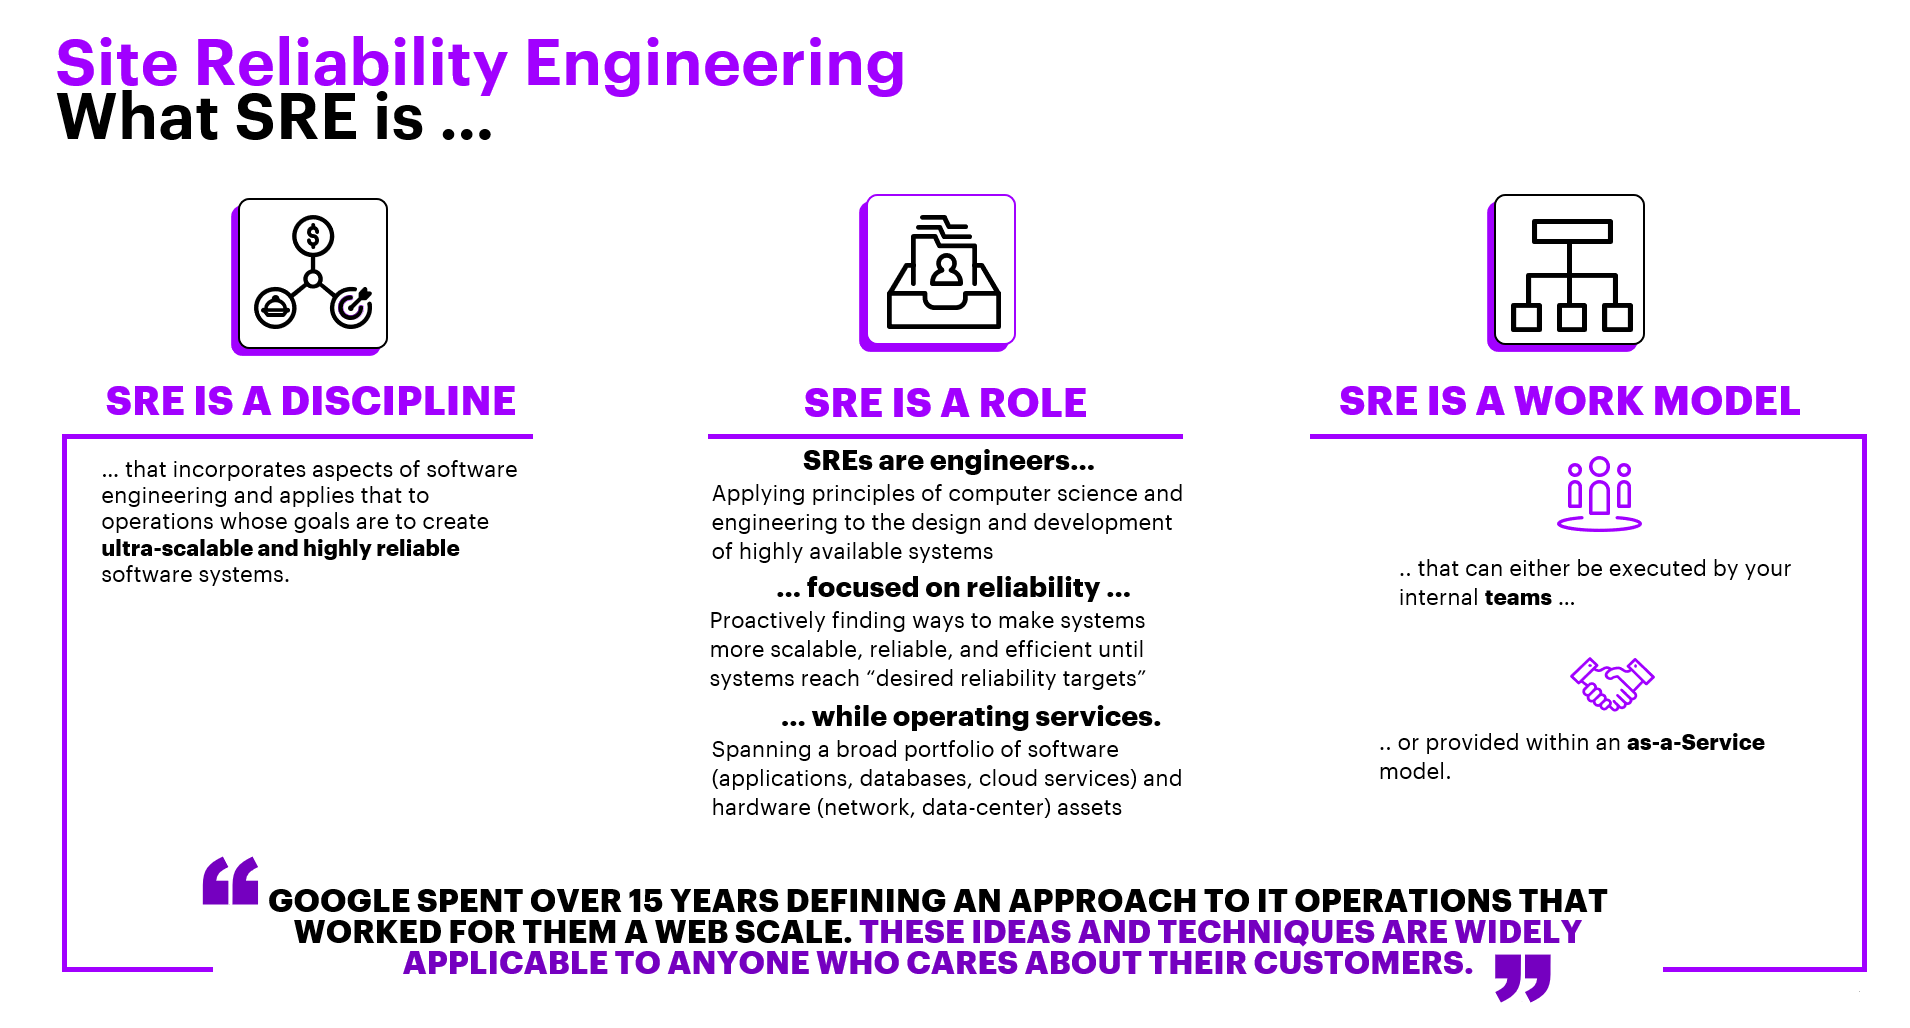 Site Reliability Engineering
What SRE is ...
SRE IS A DISCIPLINE
... that incorporates aspects of software
engineering and applies that to
operations whose goals are to create
ultra-scalable and highly reliable
software systems.
SRE IS A ROLE
SREs are engineers...
Applying principles of computer science and
engineering to the design and development
of highly available systems
... focused on reliability ...
Proactively finding ways to make systems
more scalable, reliable, and efficient until
systems reach “desired reliability targets”
... while operating services.
Spanning a broad portfolio of software
(applications, databases, cloud services) and
hardware (network, data-center) assets
SRE IS A WORK MODEL
.. that can either be executed by your
internal teams ...
.. or provided within an as-a-Service
model.
“ GOOGLE SPENT OVER 15 YEARS DEFINING AN APPROACH TO IT OPERATIONS THAT
WORKED FOR THEM A WEB SCALE. THESE IDEAS AND TECHNIQUES ARE WIDELY
APPLICABLE TO ANYONE WHO CARES ABOUT THEIR CUSTOMERS. ”